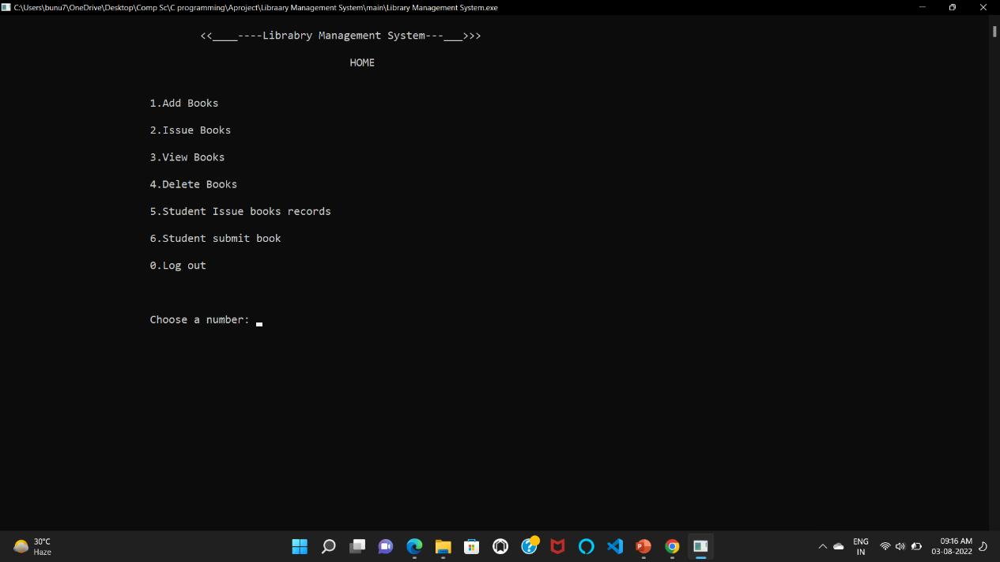 C:\Users\bunu7\OneDrive\Desktop\Comp Sc\C programming\Aproject\Libraary Management System\main\Library Management System.exe
<<____----Librabry Management System---___>>>
HOME
1.Add Books
2.Issue Books
3.View Books
4.Delete Books
5.Student Issue books records
6.Student submit book
0.Log out
Choose a number:
30°C
Haze
ENG
IN
09:16 AM
03-08-2022